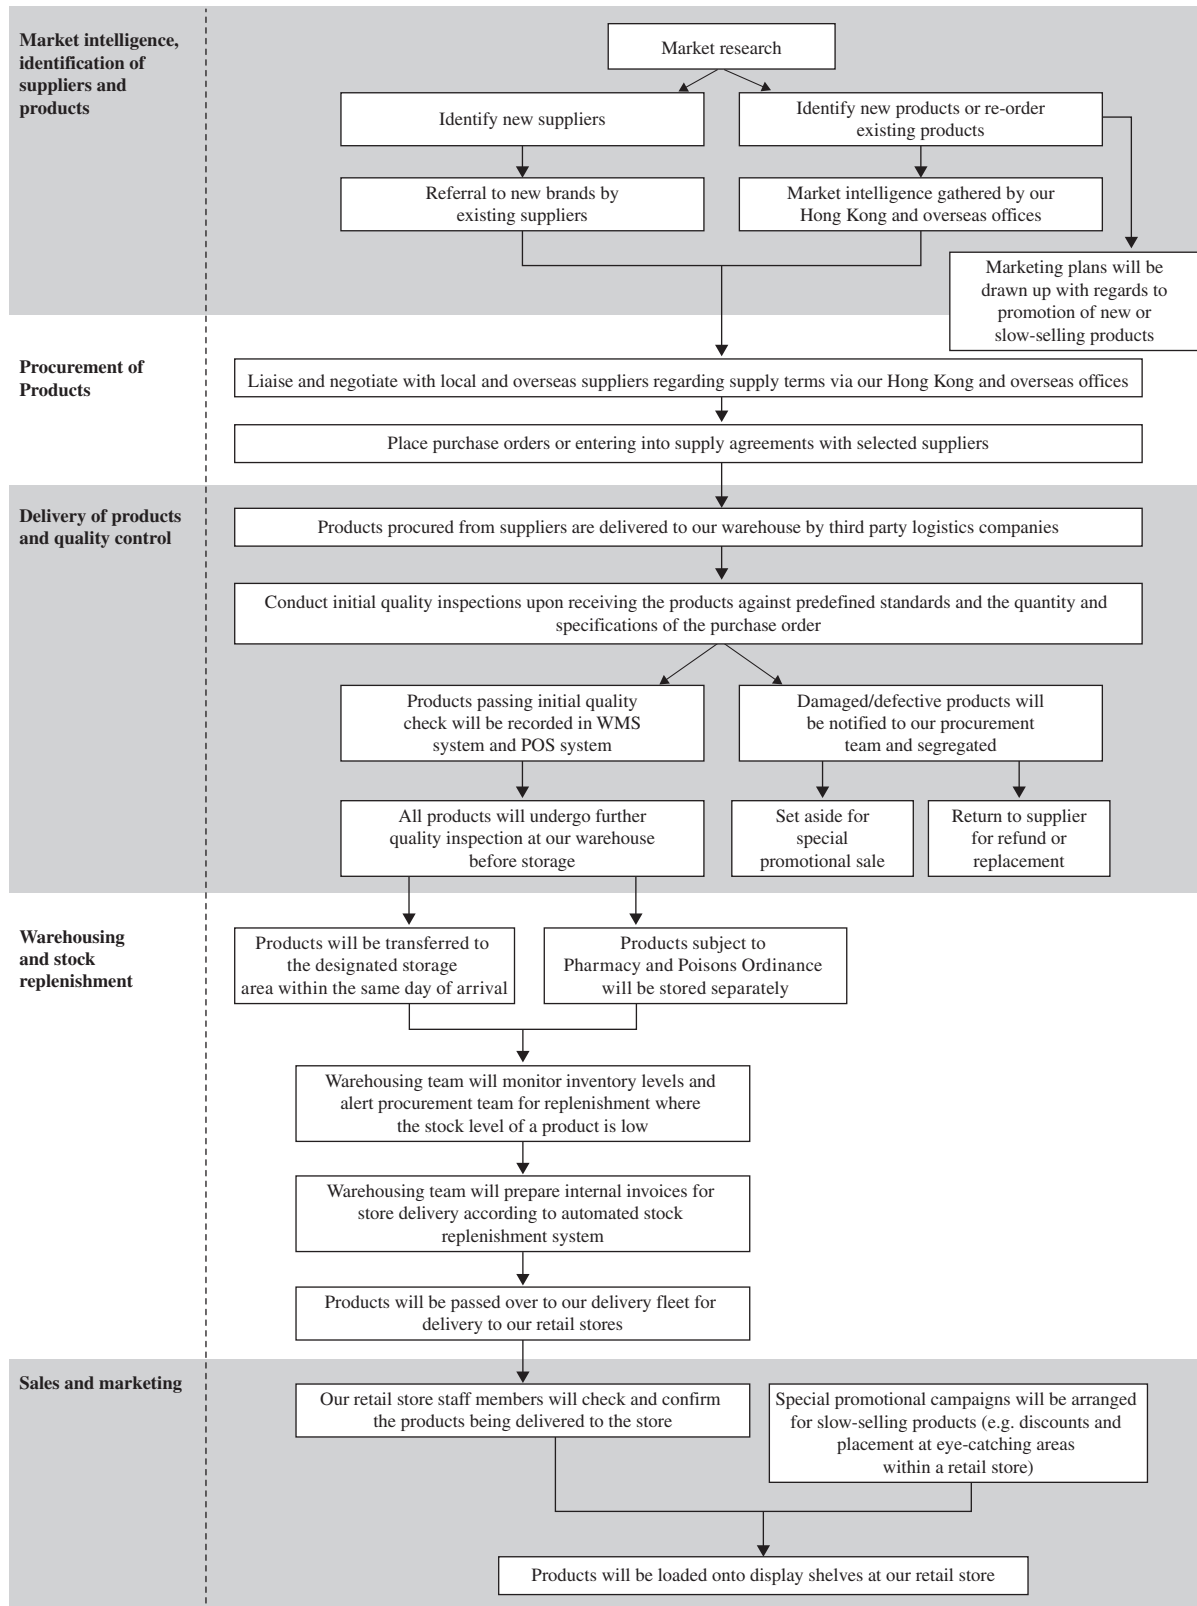 Market intelligence,
identification of
suppliers and
products
Market research
Identify new suppliers
Identify new products or re-order
existing products
Referral to new brands by
existing suppliers
Market intelligence gathered by our
Hong Kong and overseas offices
Marketing plans will be
drawn up with regards to
promotion of new or
slow-selling products
Procurement of
Products
Liaise and negotiate with local and overseas suppliers regarding supply terms via our Hong Kong and overseas offices
Place purchase orders or entering into supply agreements with selected suppliers
Delivery of products
and quality control
Products procured from suppliers are delivered to our warehouse by third party logistics companies
Conduct initial quality inspections upon receiving the products against predefined standards and the quantity and
specifications of the purchase order
Products passing initial quality
check will be recorded in WMS
system and POS system
Damaged/defective products will
be notified to our procurement
team and segregated
All products will undergo further
quality inspection at our warehouse
before storage
Set aside for
special
promotional sale
Return to supplier
for refund or
replacement
Warehousing
and stock
replenishment
Products will be transferred to
the designated storage
area within the same day of arrival
Products subject to
Pharmacy and Poisons Ordinance
will be stored separately
Warehousing team will monitor inventory levels and
alert procurement team for replenishment where
the stock level of a product is low
Warehousing team will prepare internal invoices for
store delivery according to automated stock
replenishment system
Products will be passed over to our delivery fleet for
delivery to our retail stores
Sales and marketing
Our retail store staff members will check and confirm
the products being delivered to the store
Special promotional campaigns will be arranged
for slow-selling products (e.g. discounts and
placement at eye-catching areas
within a retail store)
Products will be loaded onto display shelves at our retail store